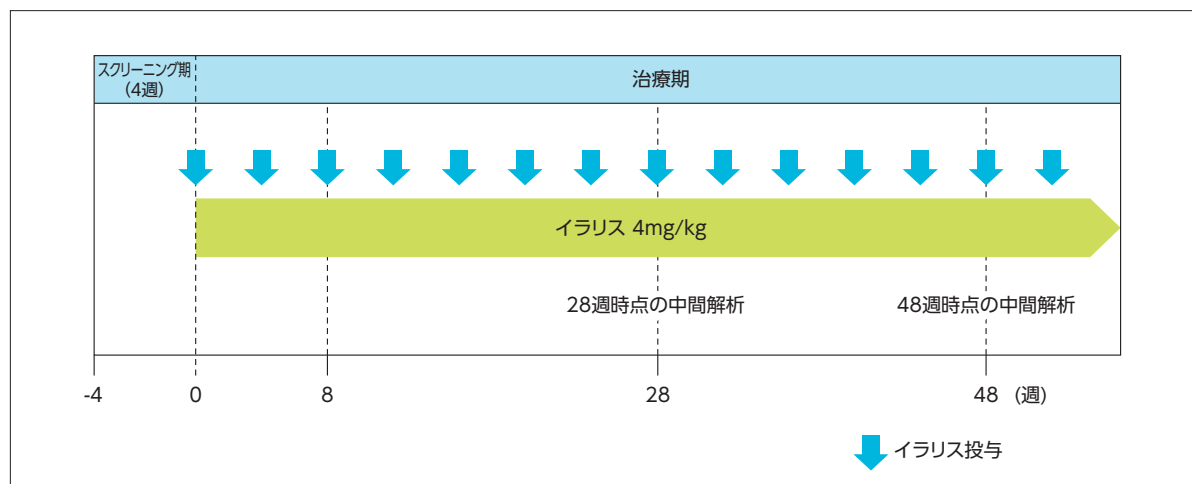 スクリーニング期
(4週)
治療期
イラリス 4mg/kg
28週時点の中間解析
48週時点の中間解析
-4
0
8
28
48
(週)
イラリス投与